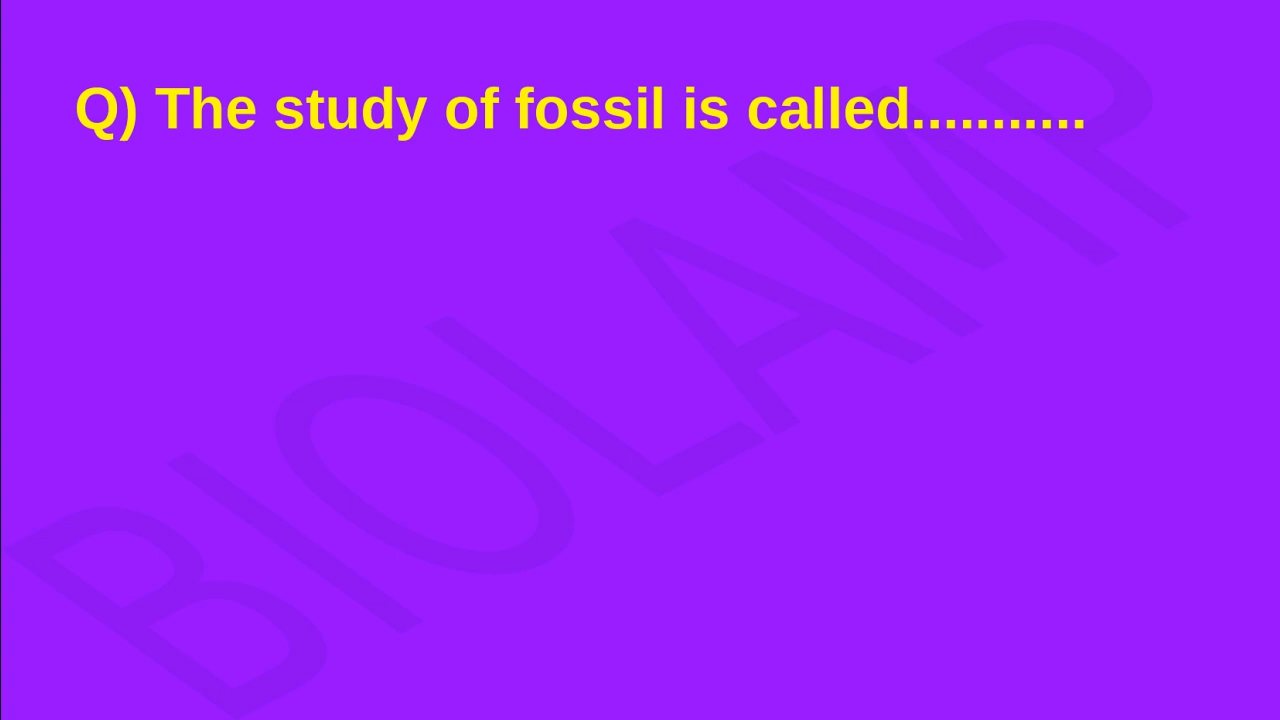 Q) The study of fossil is called...........
BIOLAMP